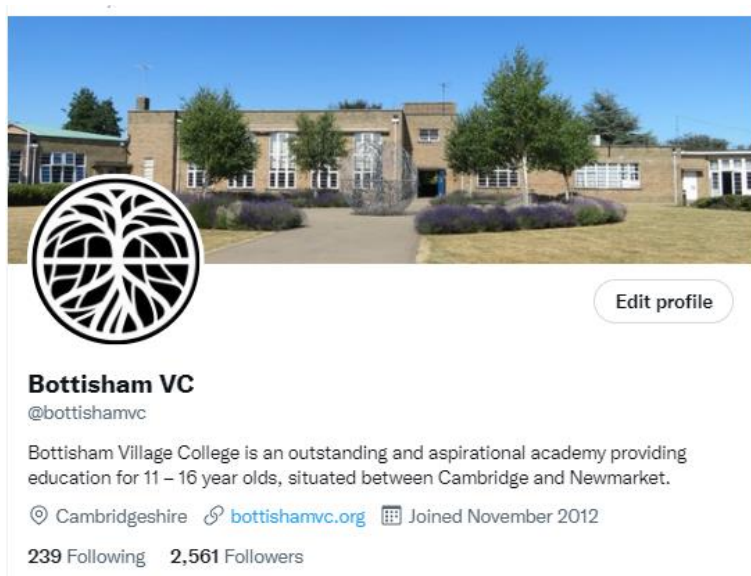 Edit profile
Bottisham VC
@bottishamvc
Bottisham Village College is an outstanding and aspirational academy providing
education for 11 – 16 year olds, situated between Cambridge and Newmarket.
Cambridgeshire bottishamvc.org Joined November 2012
239 Following 2,561 Followers